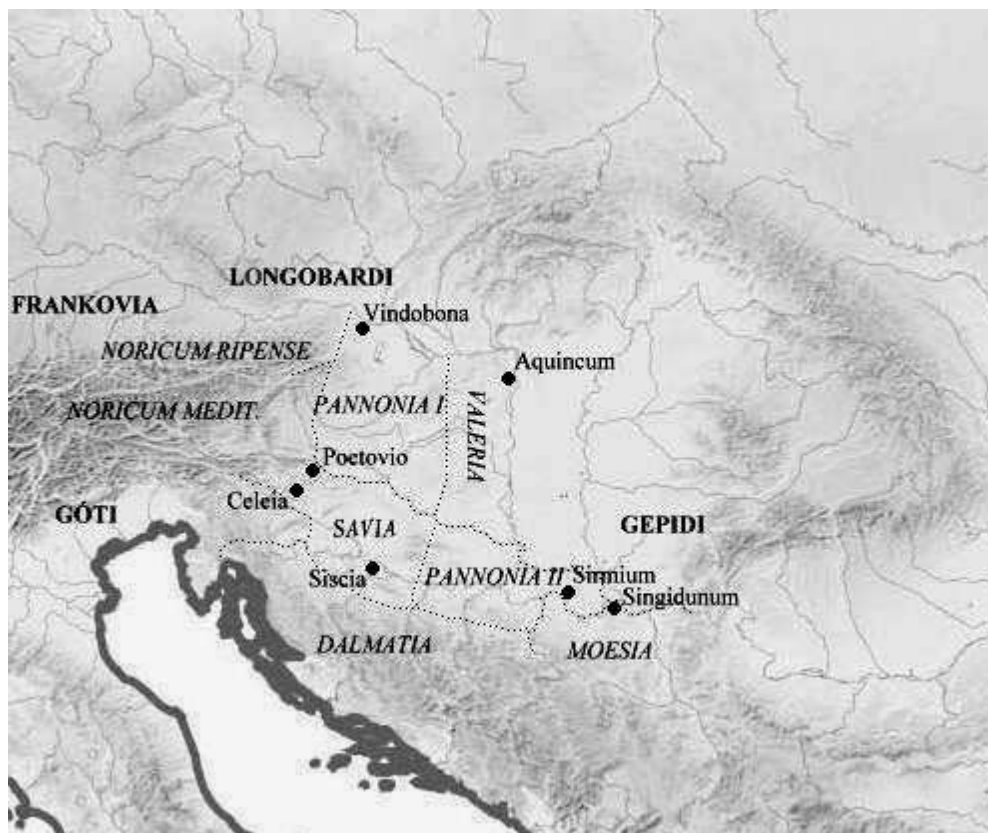 LONGOBARDI
FRANKOVIA
Vindobona
NORICUM RIPENSE
Aquincum
NORICUM MEDIT.
PANNONIA I
VALERIA
Poetovio
Celeia
GÓTI
SAVIA
GEPIDI
Siscia
PANNONIA II
Sirmium
Singidunum
DALMATIA
MOESIA